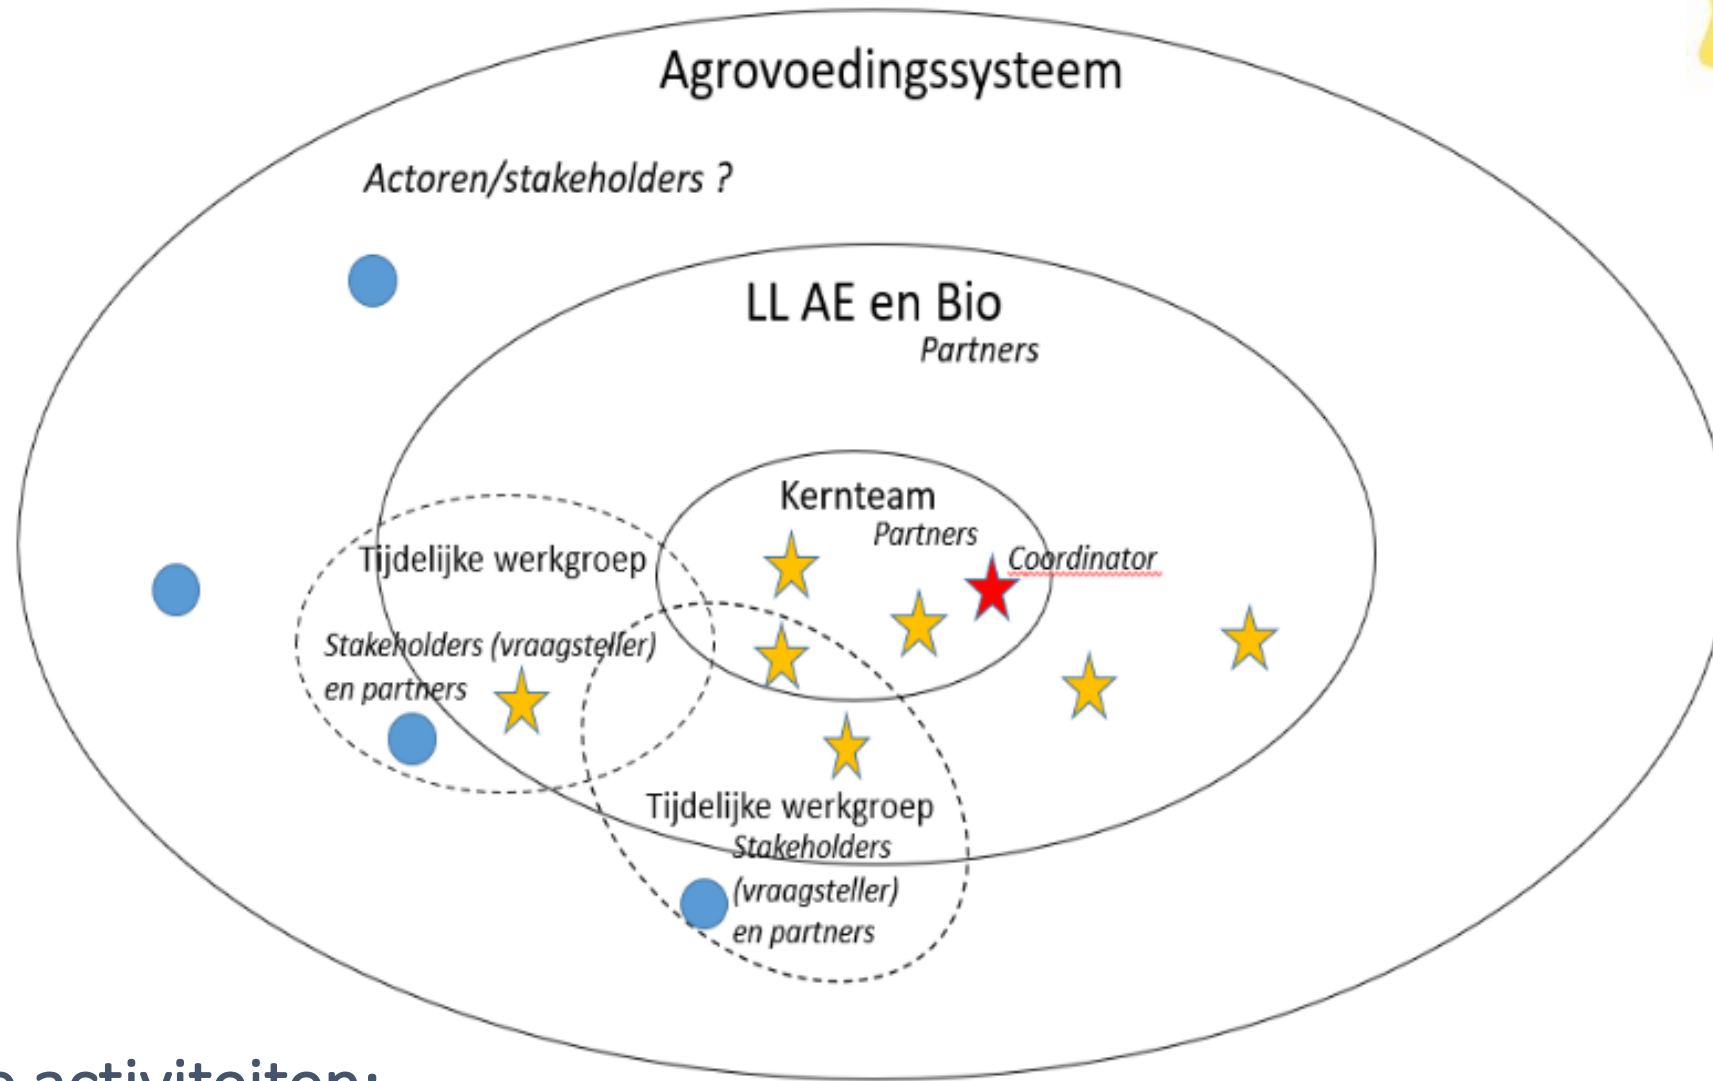 Agrovoedingssysteem
Actoren/stakeholders ?
LL AE en Bio
Partners
Kernteam
Partners
Coordinator
Tijdelijke werkgroep
Stakeholders (vraagsteller)
en partners
Tijdelijke werkgroep
Stakeholders
(vraagsteller)
en partners
activiteiten: